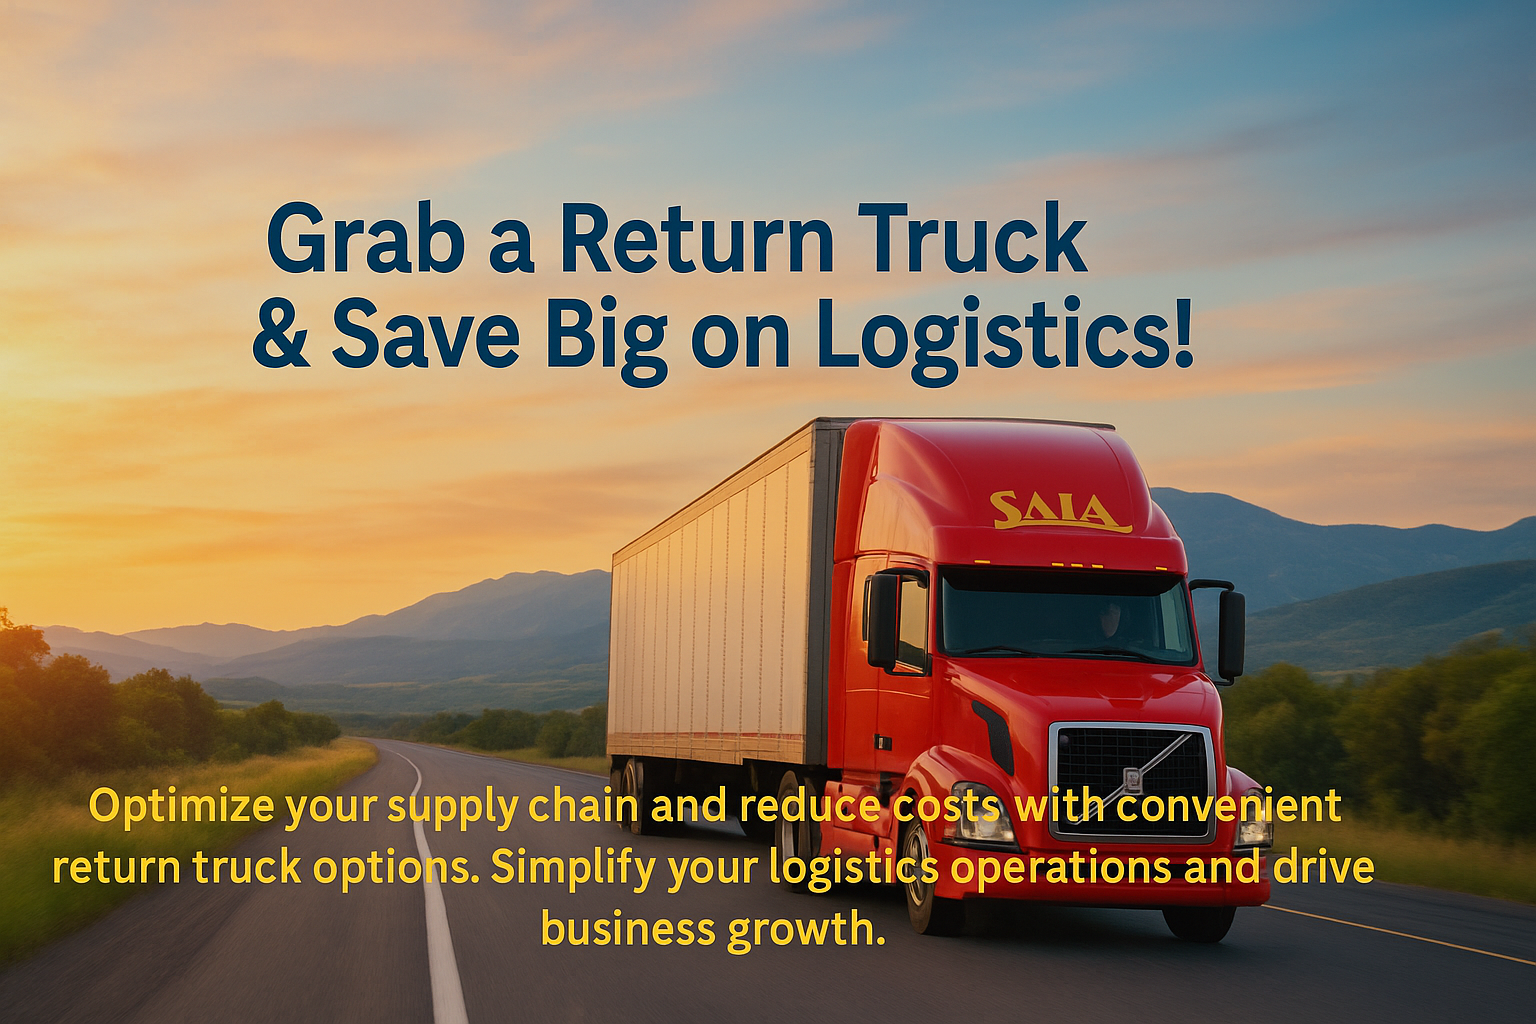 Grab a Return Truck
& Save Big on Logistics!
SAIA
Optimize your supply chain and reduce costs with convenient
return truck options. Simplify your logistics operations and drive
business growth.